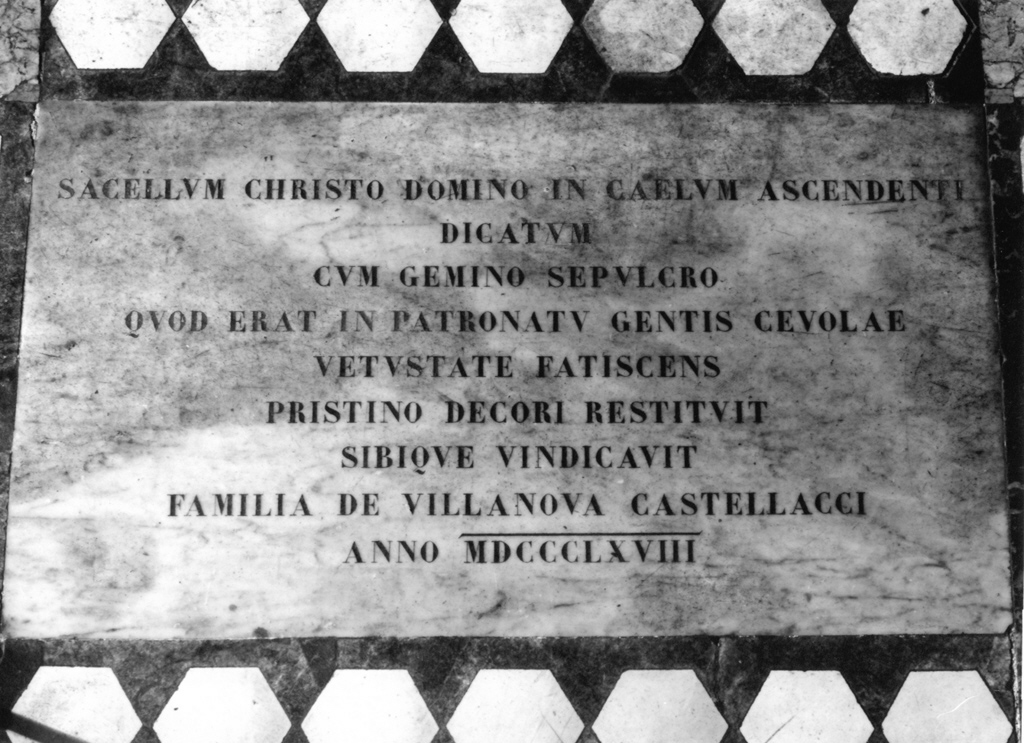 SACELLVM CHRISTO DOMINO IN CAELVM ASCENDENTI
DICATVM
CVM GEMINO SEPVLCRO
QVOD ERAT IN PATRONATV GENTIS CEVOLAE
VETVSTATE FATISCENS
PRISTINO DECORI RESTITVIT
SIBIQVE VINDICAVIT
FAMILIA DE VILLANOVA CASTELLACCI
ANNO MDCCCLXVIII